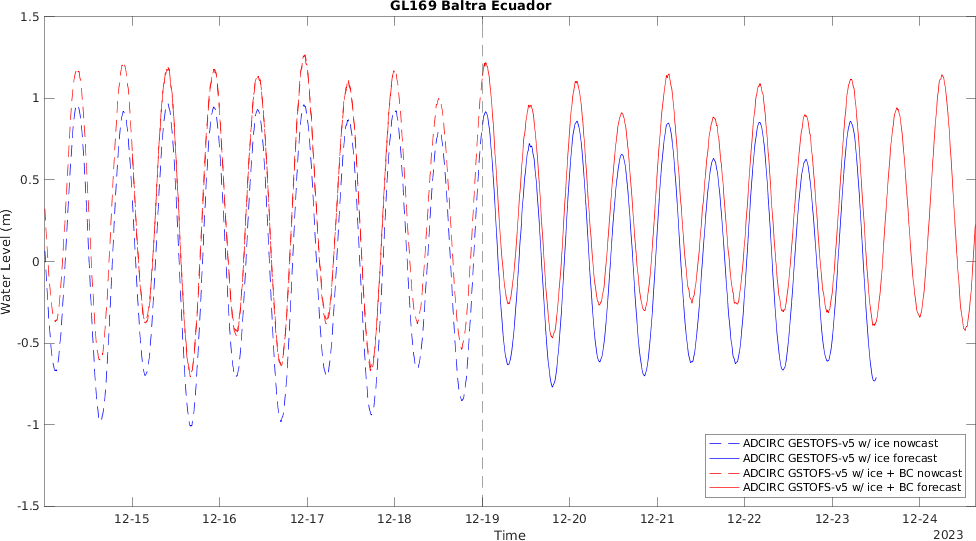 GL169 Baltra Ecuador
1.5
1
0.5
0
-0.5
-1
-1.5
Water Level (m)
12-15 12-16 12-17 12-18 12-19 12-20 12-21 12-22 12-23 12-24
Time
2023
ADCIRC GESTOFS-v5 w/ ice nowcast
ADCIRC GESTOFS-v5 w/ ice forecast
ADCIRC GSTOFS-v5 w/ ice + BC nowcast
ADCIRC GSTOFS-v5 w/ ice + BC forecast